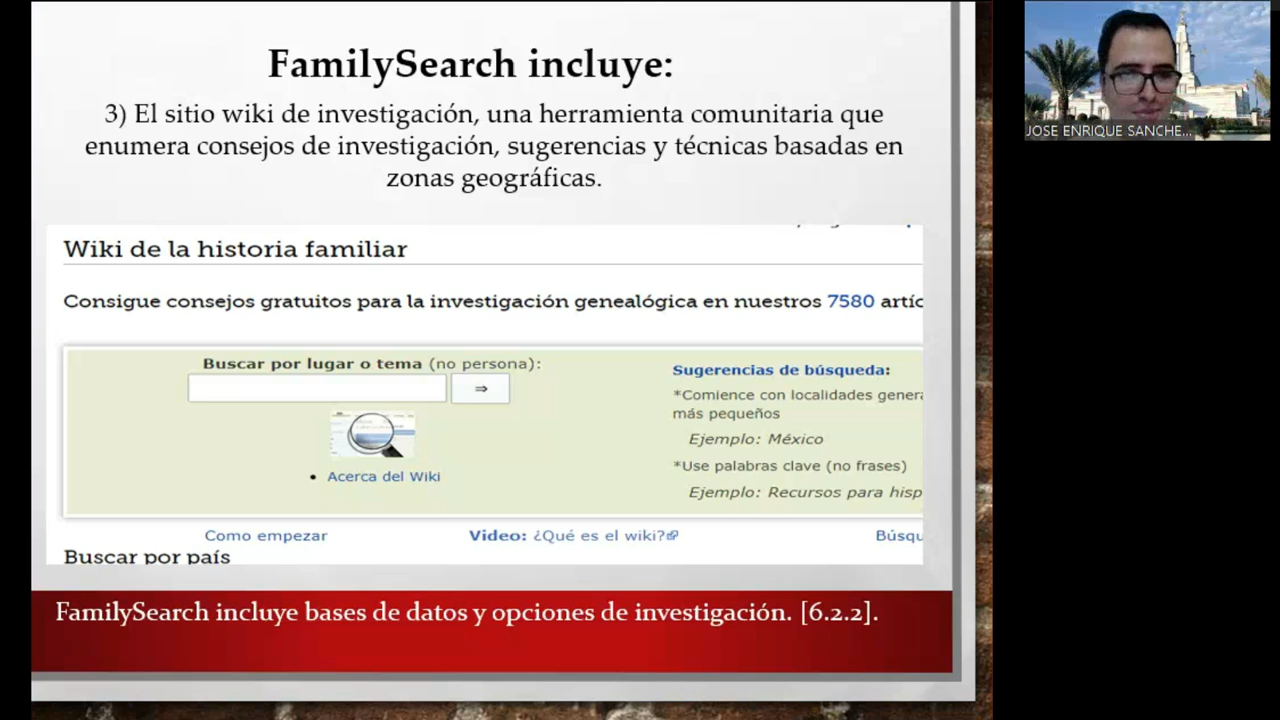 FamilySearch incluye:
3) El sitio wiki de investigación, una herramienta comunitaria que
enumera consejos de investigación, sugerencias y técnicas basadas en
zonas geográficas.
Wiki de la historia familiar
Consigue consejos gratuitos para la investigación genealógica en nuestros 7580 artíc
Buscar por lugar o tema (no persona):
⇒
• Acerca del Wiki
Sugerencias de búsqueda:
*Comience con localidades genera
más pequeños
Ejemplo: México
*Use palabras clave (no frases)
Ejemplo: Recursos para hisp
Como empezar
Video: ¿Qué es el wiki?
Búsqu
Buscar por país
FamilySearch incluye bases de datos y opciones de investigación. [6.2.2].
JOSE ENRIQUE SANCHE...